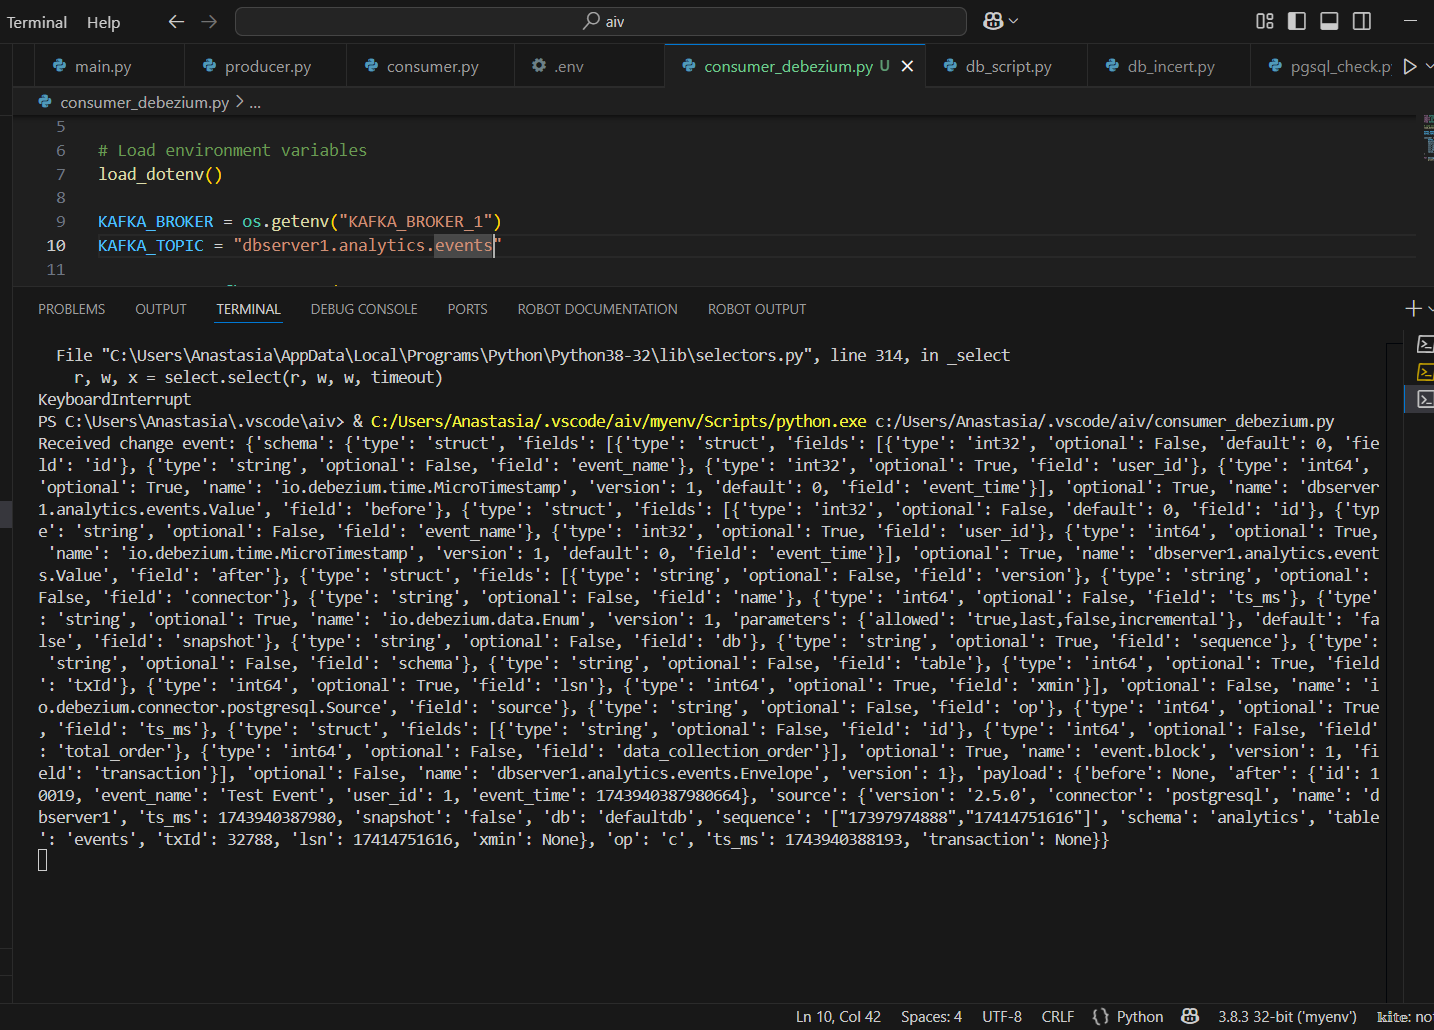 Terminal Help aiv
main.py producer.py consumer.py .env consumer_debezium.py U db_script.py db_incert.py pgsql_check.py
consumer_debezium.py > ...
5
6 # Load environment variables
7 load_dotenv()
8
9 KAFKA_BROKER = os.getenv("KAFKA_BROKER_1")
10 KAFKA_TOPIC = "dbserver1.analytics.events"
11
PROBLEMS OUTPUT TERMINAL DEBUG CONSOLE PORTS ROBOT DOCUMENTATION ROBOT OUTPUT
File "C:\Users\Anastasia\AppData\Local\Programs\Python\Python38-32\lib\selectors.py", line 314, in _select
r, w, x = select.select(r, w, w, timeout)
KeyboardInterrupt
PS C:\Users\Anastasia\.vscode\aiv> & C:/Users/Anastasia/.vscode/aiv/myenv/Scripts/python.exe c:/Users/Anastasia/.vscode/aiv/consumer_debezium.py
Received change event: {'schema': {'type': 'struct', 'fields': [{'type': 'struct', 'fields': [{'type': 'int32', 'optional': False, 'default': 0, 'fie
ld': 'id'}, {'type': 'string', 'optional': False, 'field': 'event_name'}, {'type': 'int32', 'optional': True, 'field': 'user_id'}, {'type': 'int64',
'optional': True, 'name': 'io.debezium.time.MicroTimestamp', 'version': 1, 'default': 0, 'field': 'event_time'}], 'optional': True, 'name': 'dbserver
1.analytics.events.Value', 'field': 'before'}, {'type': 'struct', 'fields': [{'type': 'int32', 'optional': False, 'default': 0, 'field': 'id'}, {'typ
e': 'string', 'optional': False, 'field': 'event_name'}, {'type': 'int32', 'optional': True, 'field': 'user_id'}, {'type': 'int64', 'optional': True,
'name': 'io.debezium.time.MicroTimestamp', 'version': 1, 'default': 0, 'field': 'event_time'}], 'optional': True, 'name': 'dbserver1.analytics.event
s.Value', 'field': 'after'}, {'type': 'struct', 'fields': [{'type': 'string', 'optional': False, 'field': 'version'}, {'type': 'string', 'optional':
False, 'field': 'connector'}, {'type': 'string', 'optional': False, 'field': 'name'}, {'type': 'int64', 'optional': False, 'field': 'ts_ms'}, {'type'
: 'string', 'optional': True, 'name': 'io.debezium.data.Enum', 'version': 1, 'parameters': {'allowed': 'true,last,false,incremental'}, 'default': 'fa
lse', 'field': 'snapshot'}, {'type': 'string', 'optional': False, 'field': 'db'}, {'type': 'string', 'optional': True, 'field': 'sequence'}, {'type':
'string', 'optional': False, 'field': 'schema'}, {'type': 'string', 'optional': False, 'field': 'table'}, {'type': 'int64', 'optional': True, 'field
': 'txId'}, {'type': 'int64', 'optional': True, 'field': 'lsn'}, {'type': 'int64', 'optional': True, 'field': 'xmin'}], 'optional': False, 'name': 'i
o.debezium.connector.postgresql.Source', 'field': 'source'}, {'type': 'string', 'optional': False, 'field': 'op'}, {'type': 'int64', 'optional': True
, 'field': 'ts_ms'}, {'type': 'struct', 'fields': [{'type': 'string', 'optional': False, 'field': 'id'}, {'type': 'int64', 'optional': False, 'field'
: 'total_order'}, {'type': 'int64', 'optional': False, 'field': 'data_collection_order'}], 'optional': True, 'name': 'event.block', 'version': 1, 'fi
eld': 'transaction'}], 'optional': False, 'name': 'dbserver1.analytics.events.Envelope', 'version': 1}, 'payload': {'before': None, 'after': {'id': 1
0019, 'event_name': 'Test Event', 'user_id': 1, 'event_time': 1743940387980664}, 'source': {'version': '2.5.0', 'connector': 'postgresql', 'name': 'd
bserver1', 'ts_ms': 1743940387980, 'snapshot': 'false', 'db': 'defaultdb', 'sequence': '["17397974888","17414751616"]', 'schema': 'analytics', 'table
': 'events', 'txId': 32788, 'lsn': 17414751616, 'xmin': None}, 'op': 'c', 'ts_ms': 1743940388193, 'transaction': None}}
Ln 10, Col 42 Spaces: 4 UTF-8 CRLF {} Python 3.8.3 32-bit ('myenv') kite: no